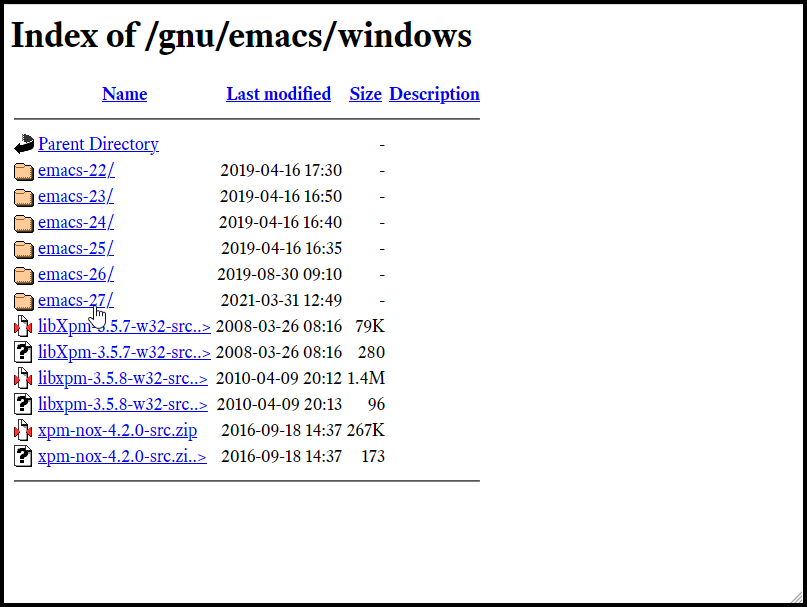 Index of /gnu/emacs/windows
Name Last modified Size Description
Parent Directory -
emacs-22/ 2019-04-16 17:30 -
emacs-23/ 2019-04-16 16:50 -
emacs-24/ 2019-04-16 16:40 -
emacs-25/ 2019-04-16 16:35 -
emacs-26/ 2019-08-30 09:10 -
emacs-27/ 2021-03-31 12:49 -
libXpm-3.5.7-w32-src..> 2008-03-26 08:16 79K
libXpm-3.5.7-w32-src..> 2008-03-26 08:16 280
libxpm-3.5.8-w32-src..> 2010-04-09 20:12 1.4M
libxpm-3.5.8-w32-src..> 2010-04-09 20:13 96
xpm-nox-4.2.0-src.zip 2016-09-18 14:37 267K
xpm-nox-4.2.0-src.zi..> 2016-09-18 14:37 173